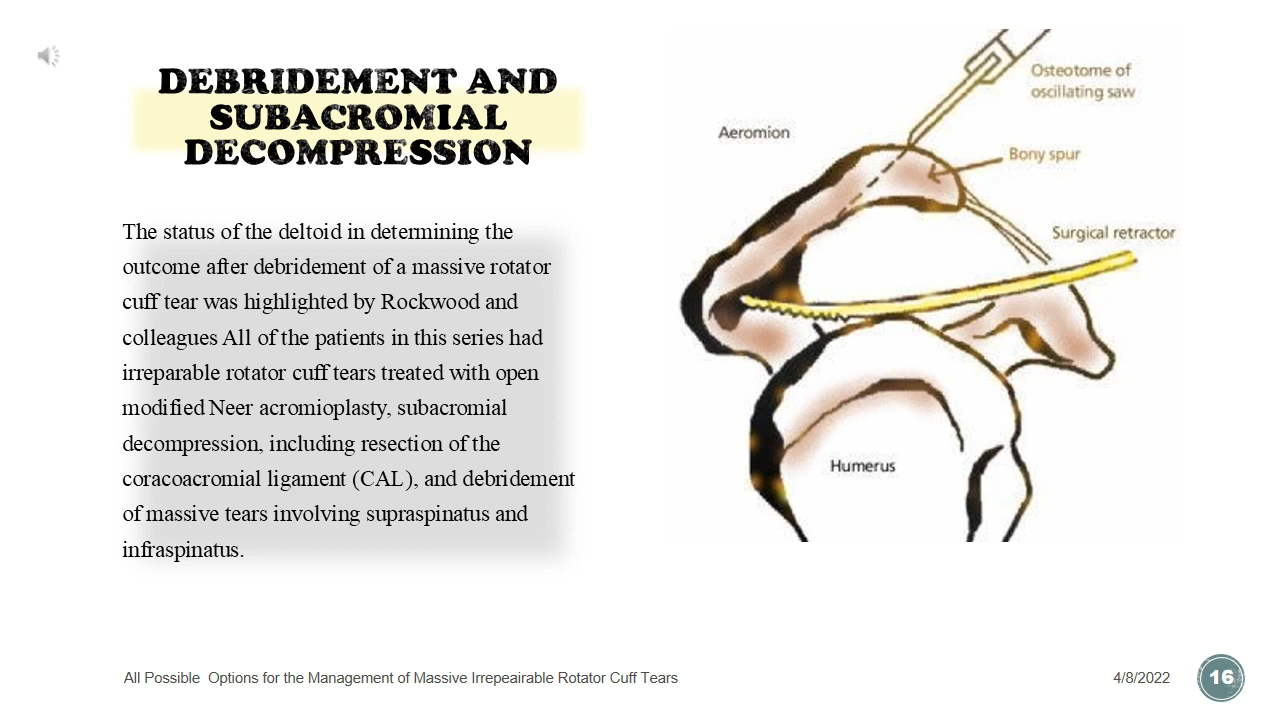 DEBRIDEMENT AND
SUBACROMIAL
DECOMPRESSION
The status of the deltoid in determining the
outcome after debridement of a massive rotator
cuff tear was highlighted by Rockwood and
colleagues All of the patients in this series had
irreparable rotator cuff tears treated with open
modified Neer acromioplasty, subacromial
decompression, including resection of the
coracoacromial ligament (CAL), and debridement
of massive tears involving supraspinatus and
infraspinatus.
Osteotome of
oscillating saw
Aeromion
Bony spur
Surgical retractor
Humerus
All Possible Options for the Management of Massive Irrepeairable Rotator Cuff Tears
4/8/2022
16